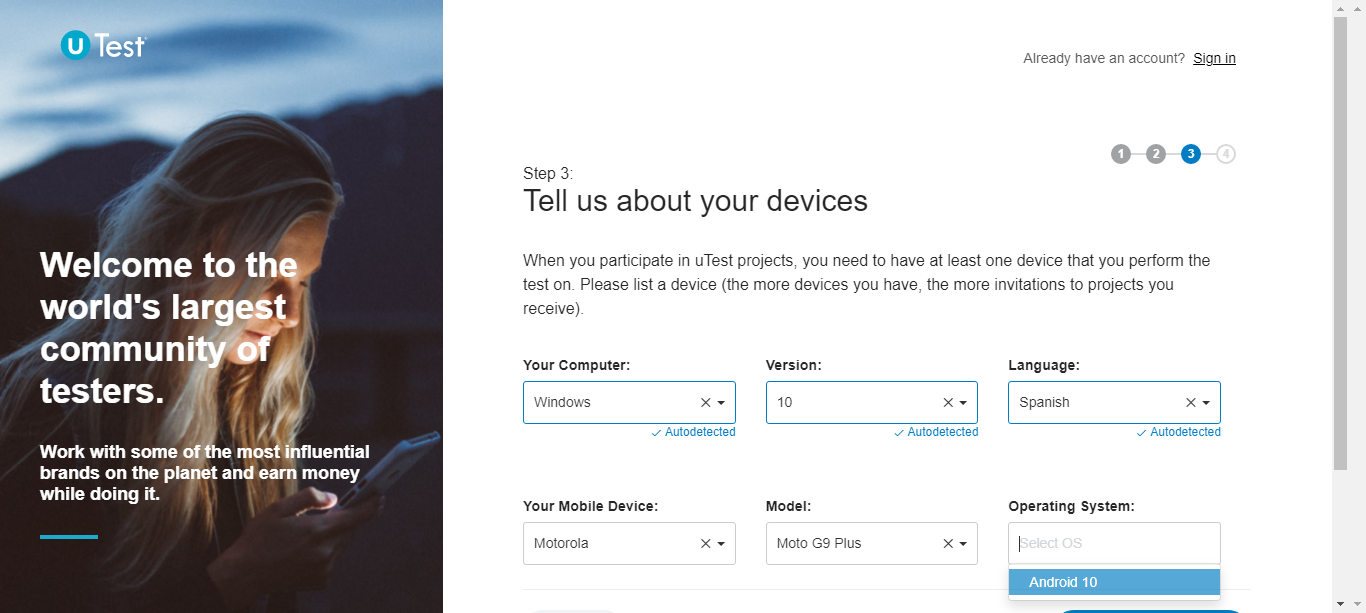 U Test
Already have an account? Sign in
1 2 3 4
Step 3:
Tell us about your devices
Welcome to the
world's largest
community of
testers.
Work with some of the most influential
brands on the planet and earn money
while doing it.
When you participate in uTest projects, you need to have at least one device that you perform the
test on. Please list a device (the more devices you have, the more invitations to projects you
receive).
Your Computer: Version: Language:
Windows 10 Spanish
Autodetected Autodetected Autodetected
Your Mobile Device: Model: Operating System:
Motorola Moto G9 Plus Select OS
Android 10